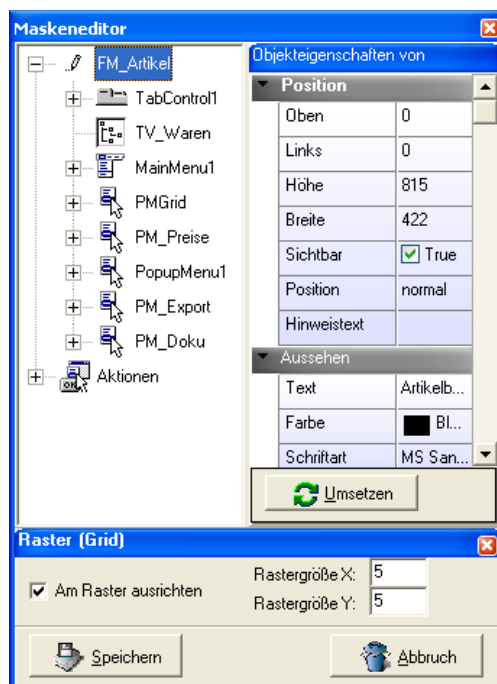 Maskeneditor
FM_Artikel
TabControl1
TV_Waren
MainMenu1
PMGrid
PM_Preise
PopupMenu1
PM_Export
PM_Doku
Aktionen
Objekteigenschaften von
Position
Oben 0
Links 0
Höhe 815
Breite 422
Sichtbar True
Position normal
Hinweistext
Aussehen
Text Artikelb...
Farbe Bl...
Schriftart MS San...
Umsetzen
Raster (Grid)
Am Raster ausrichten
Rastergröße X: 5
Rastergröße Y: 5
Speichern
Abbruch